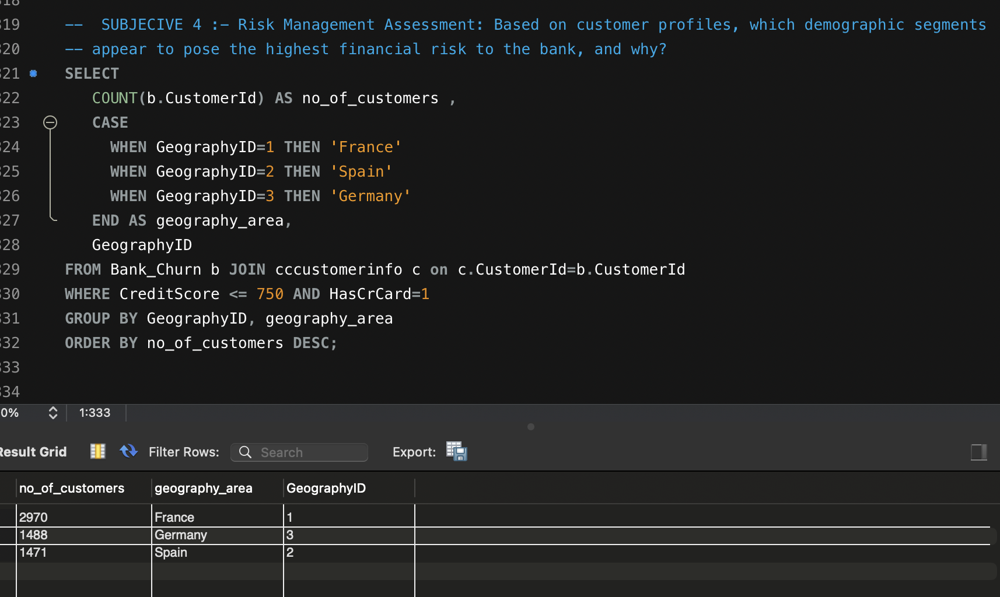 318
319 -- SUBJECIVE 4 :- Risk Management Assessment: Based on customer profiles, which demographic segments
320 -- appear to pose the highest financial risk to the bank, and why?
321 SELECT
322 COUNT(b.CustomerId) AS no_of_customers ,
323 CASE
324 WHEN GeographyID=1 THEN 'France'
325 WHEN GeographyID=2 THEN 'Spain'
326 WHEN GeographyID=3 THEN 'Germany'
327 END AS geography_area,
328 GeographyID
329 FROM Bank_Churn b JOIN cccustomerinfo c on c.CustomerId=b.CustomerId
330 WHERE CreditScore <= 750 AND HasCrCard=1
331 GROUP BY GeographyID, geography_area
332 ORDER BY no_of_customers DESC;
333
334
0% 1:333
Result Grid Filter Rows: Search Export:
no_of_customers geography_area GeographyID
2970 France 1
1488 Germany 3
1471 Spain 2